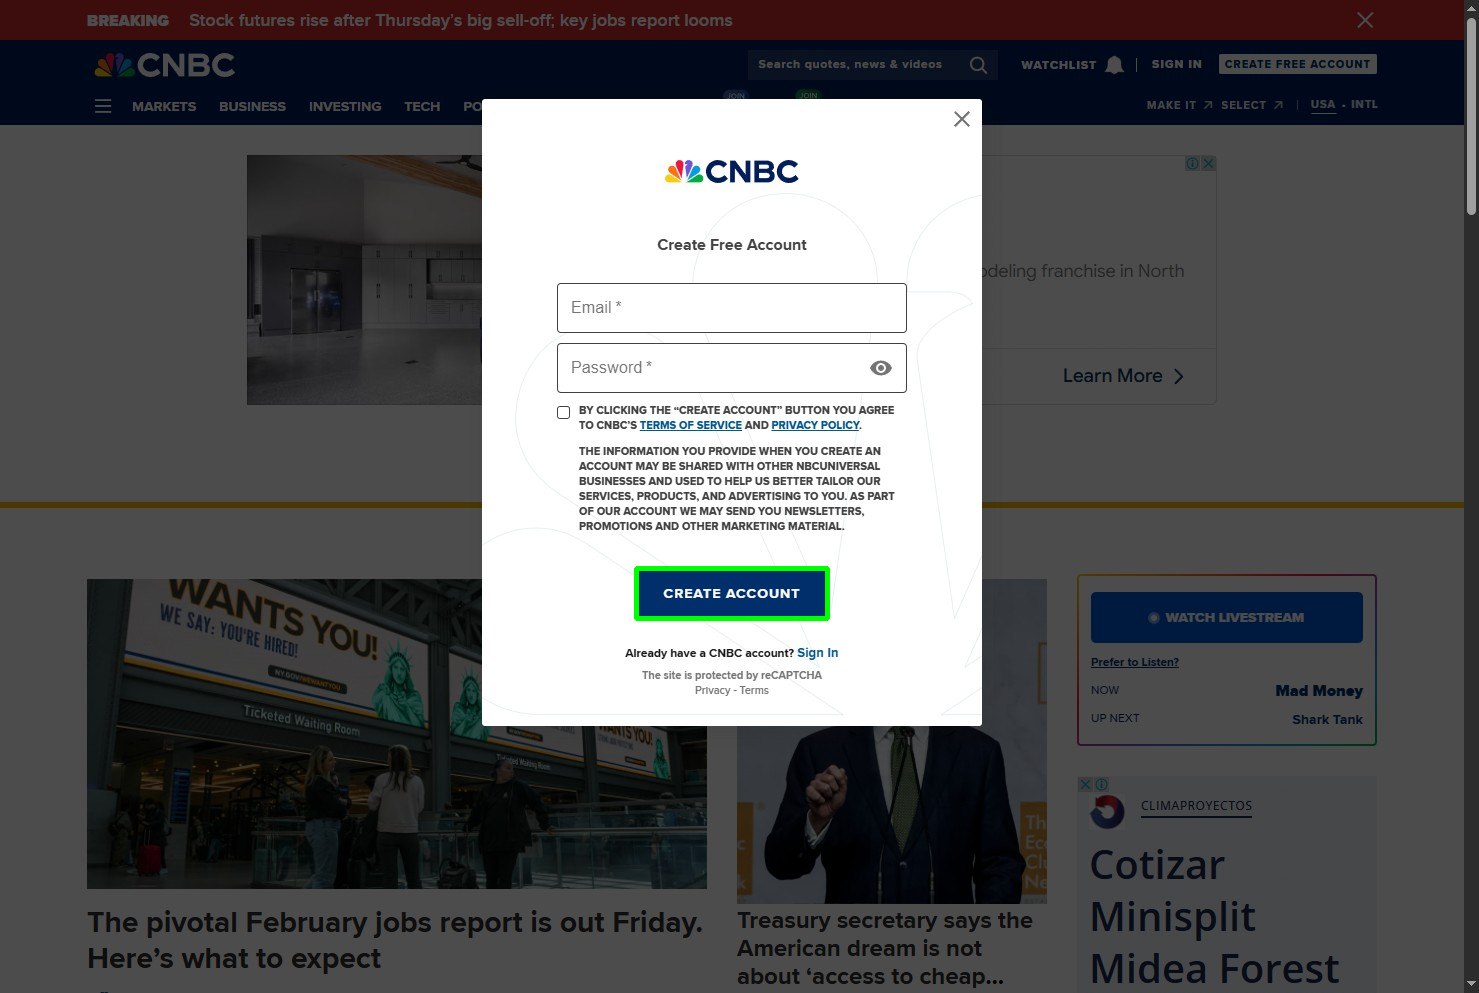 BREAKING Stock futures rise after Thursday's big sell-off; key jobs report looms
CNBC
Search quotes, news & videos
WATCHLIST
SIGN IN
CREATE FREE ACCOUNT
MARKETS BUSINESS INVESTING TECH PO
JOIN JOIN
MAKE IT SELECT USA - INTL
CNBC
Create Free Account
Email *
Password *
BY CLICKING THE “CREATE ACCOUNT” BUTTON YOU AGREE
TO CNBC’S TERMS OF SERVICE AND PRIVACY POLICY.
THE INFORMATION YOU PROVIDE WHEN YOU CREATE AN
ACCOUNT MAY BE SHARED WITH OTHER NBCUNIVERSAL
BUSINESSES AND USED TO HELP US BETTER TAILOR OUR
SERVICES, PRODUCTS, AND ADVERTISING TO YOU. AS PART
OF OUR ACCOUNT WE MAY SEND YOU NEWSLETTERS,
PROMOTIONS AND OTHER MARKETING MATERIAL.
CREATE ACCOUNT
Already have a CNBC account? Sign In
The site is protected by reCAPTCHA
Privacy - Terms
deling franchise in North
Learn More
WANTS YOU!
WE SAY: YOU'RE HIRED!
Ticketed Waiting Room
WANTS YOU!
Ticketed Waiting Room
The pivotal February jobs report is out Friday.
Here’s what to expect
Treasury secretary says the
American dream is not
about ‘access to cheap...
WATCH LIVESTREAM
Prefer to Listen?
NOW Mad Money
UP NEXT Shark Tank
CLIMAPROYECTOS
Cotizar
Minisplit
Midea Forest